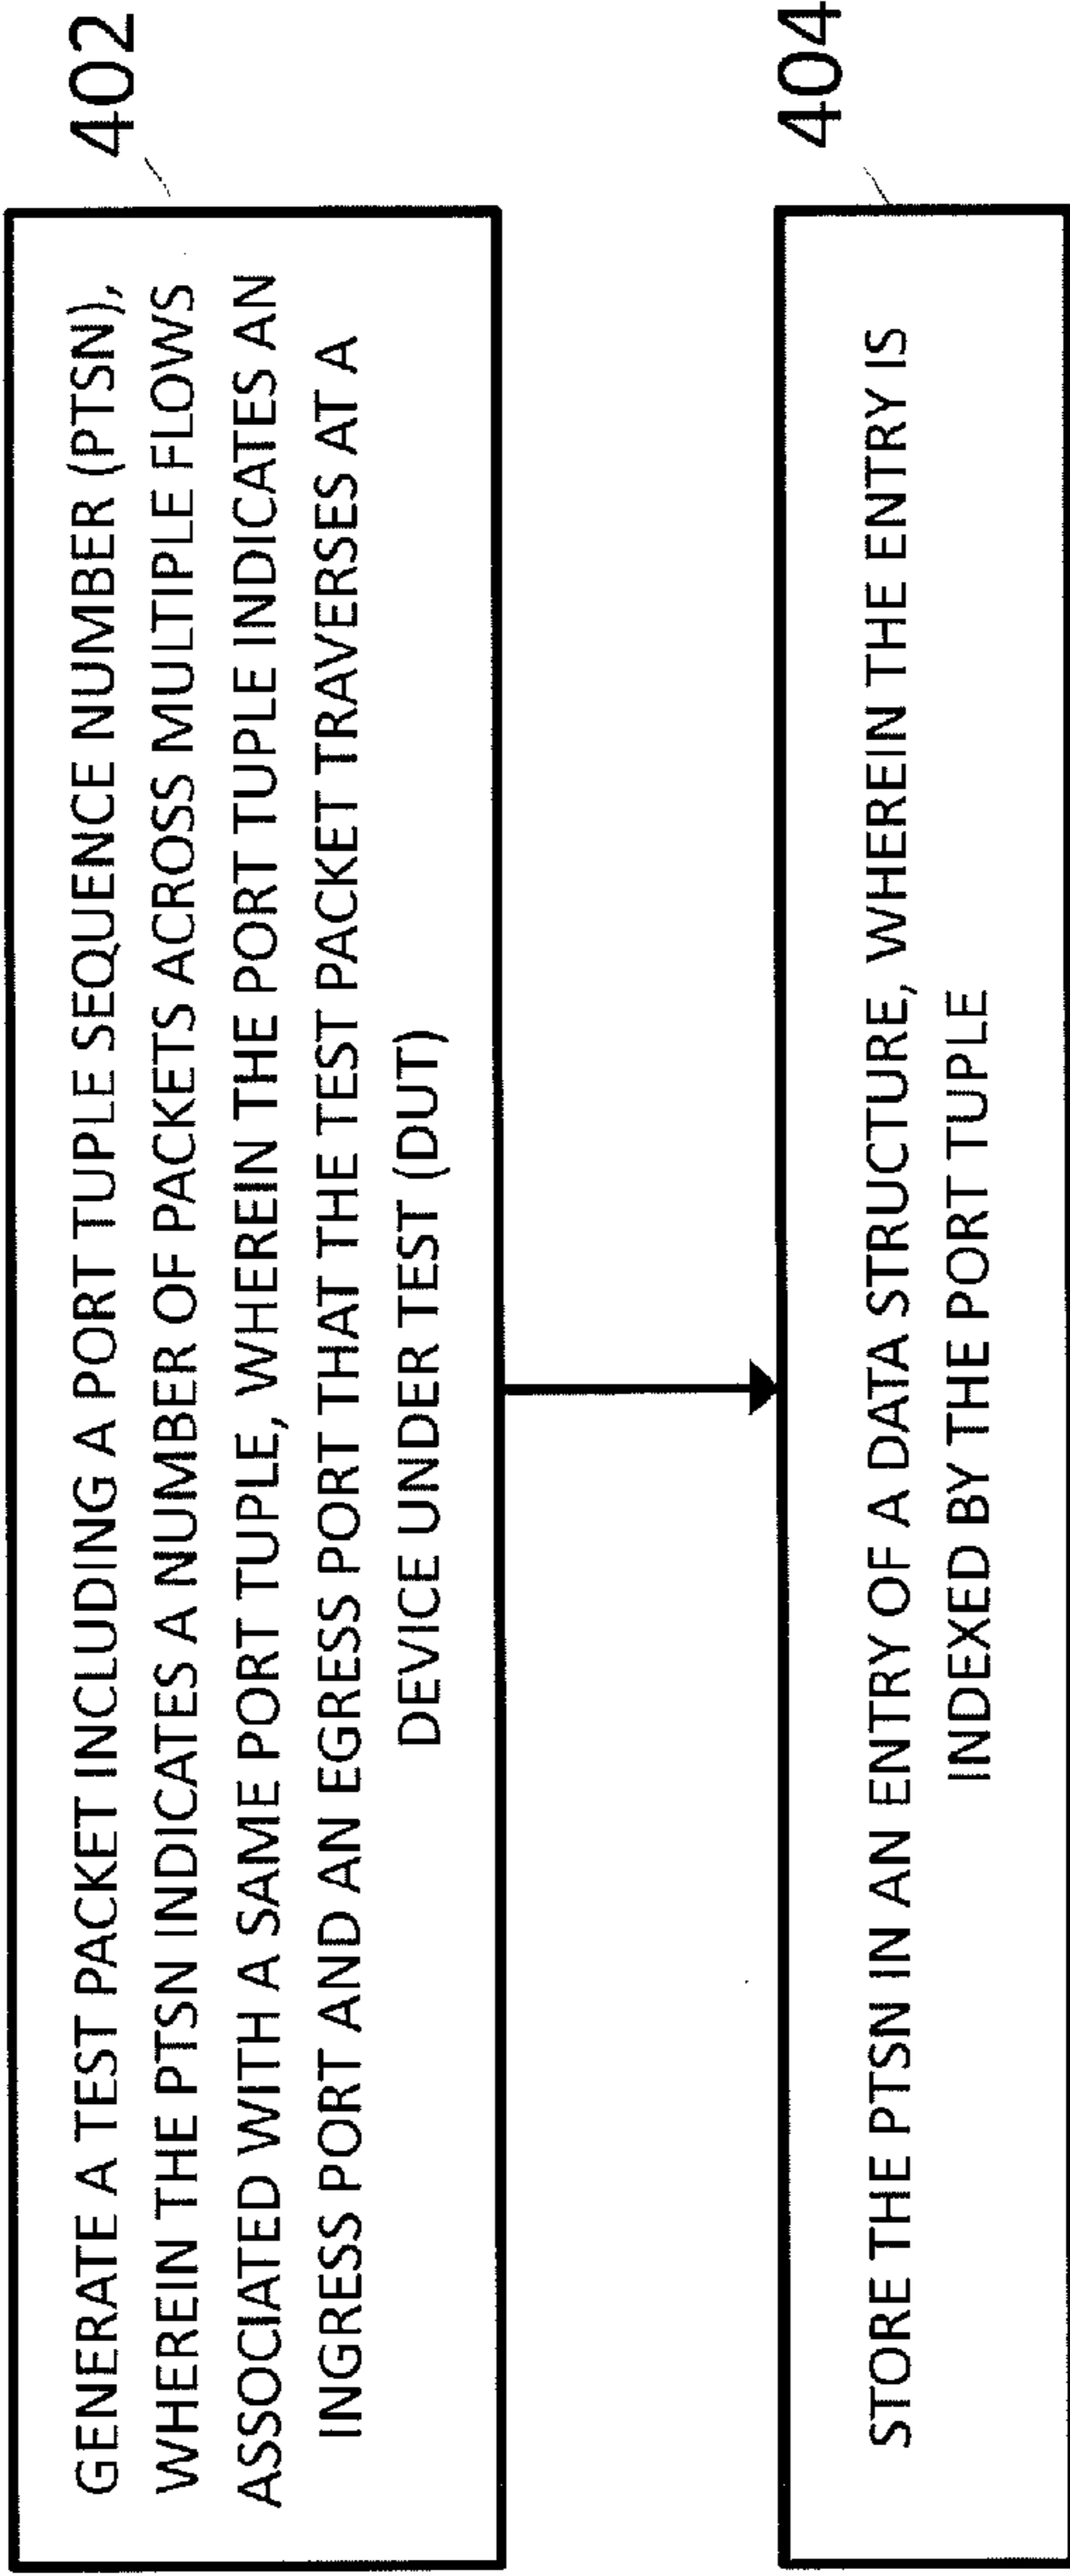 402
GENERATE A TEST PACKET INCLUDING A PORT TUPLE SEQUENCE NUMBER (PTSN),
WHEREIN THE PTSN INDICATES A NUMBER OF PACKETS ACROSS MULTIPLE FLOWS
ASSOCIATED WITH A SAME PORT TUPLE, WHEREIN THE PORT TUPLE INDICATES AN
INGRESS PORT AND AN EGRESS PORT THAT THE TEST PACKET TRAVERSES AT A
DEVICE UNDER TEST (DUT)
404
STORE THE PTSN IN AN ENTRY OF A DATA STRUCTURE, WHEREIN THE ENTRY IS
INDEXED BY THE PORT TUPLE